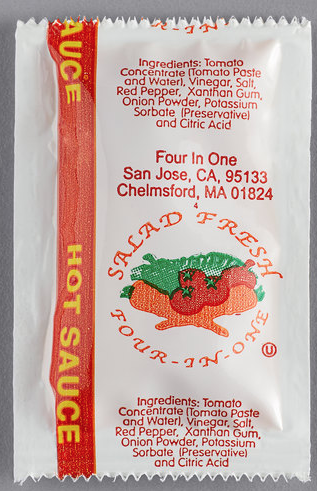 R-IN
Ingredients: Tomato
Concentrate (Tomato Paste
and Water), Vinegar, Salt,
Red Pepper, Xanthan Gum,
Onion Powder, Potassium
Sorbate (Preservative)
and Citric Acid
Four In One
San Jose, CA, 95133
Chelmsford, MA 01824
4
SALAD FRESH
FOUR-IN-ONE
U
Ingredients: Tomato
Concentrate (Tomato Paste
and Water), Vinegar, Salt,
Red Pepper, Xanthan Gum,
Onion Powder, Potassium
Sorbate (Preservative)
and Citric Acid
AUCE
HOT SAUCE